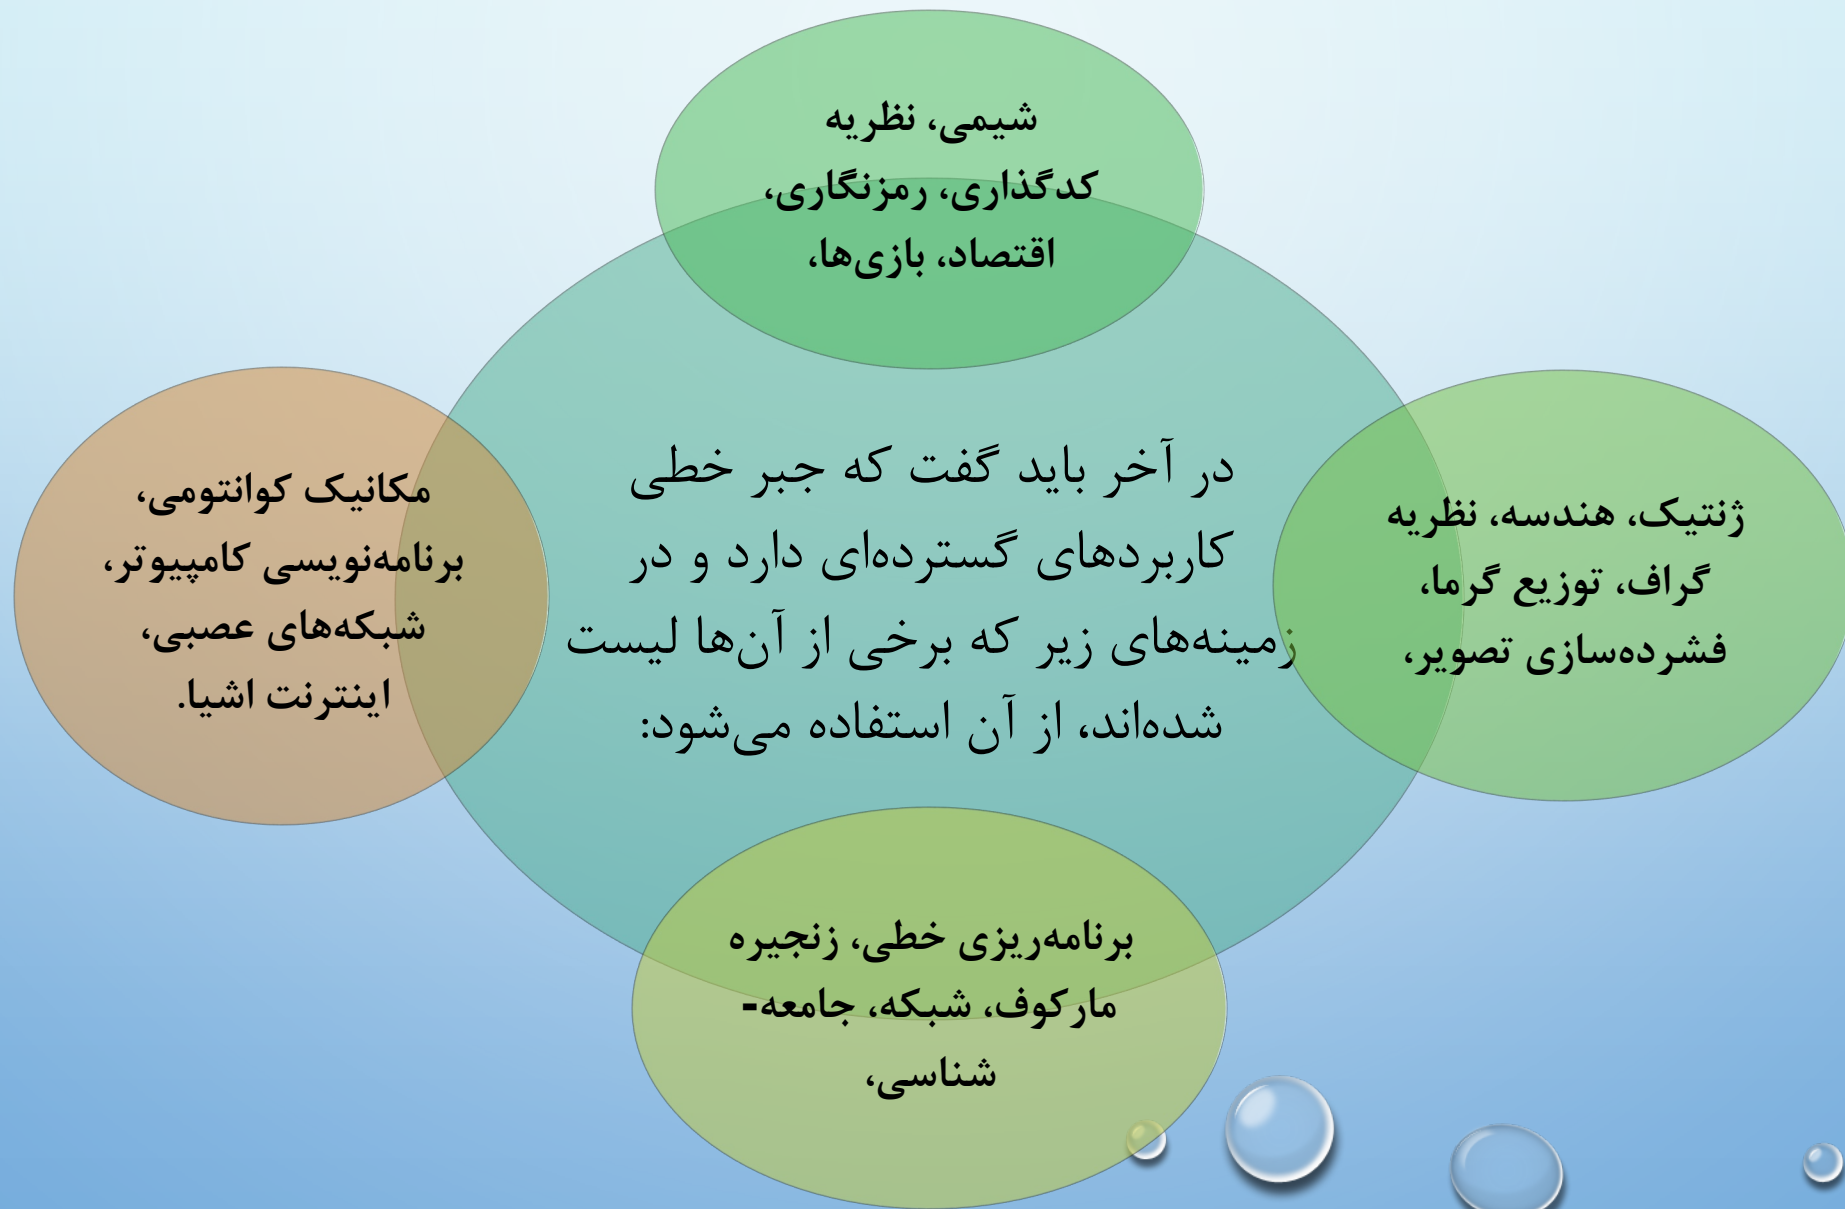 شیمی، نظریه
کدگذاری، رمزنگاری،
اقتصاد، بازی‌ها،
ژنتیک، هندسه، نظریه
گراف، توزیع گرما،
فشرده‌سازی تصویر،
برنامه‌ریزی خطی، زنجیره
مارکوف، شبکه، جامعه-
شناسی،
مکانیک کوانتومی،
برنامه‌نویسی کامپیوتر،
شبکه‌های عصبی،
اینترنت اشیا.
در آخر باید گفت که جبر خطی
کاربردهای گسترده‌ای دارد و در
زمینه‌های زیر که برخی از آن‌ها لیست
شده‌اند، از آن استفاده می‌شود: